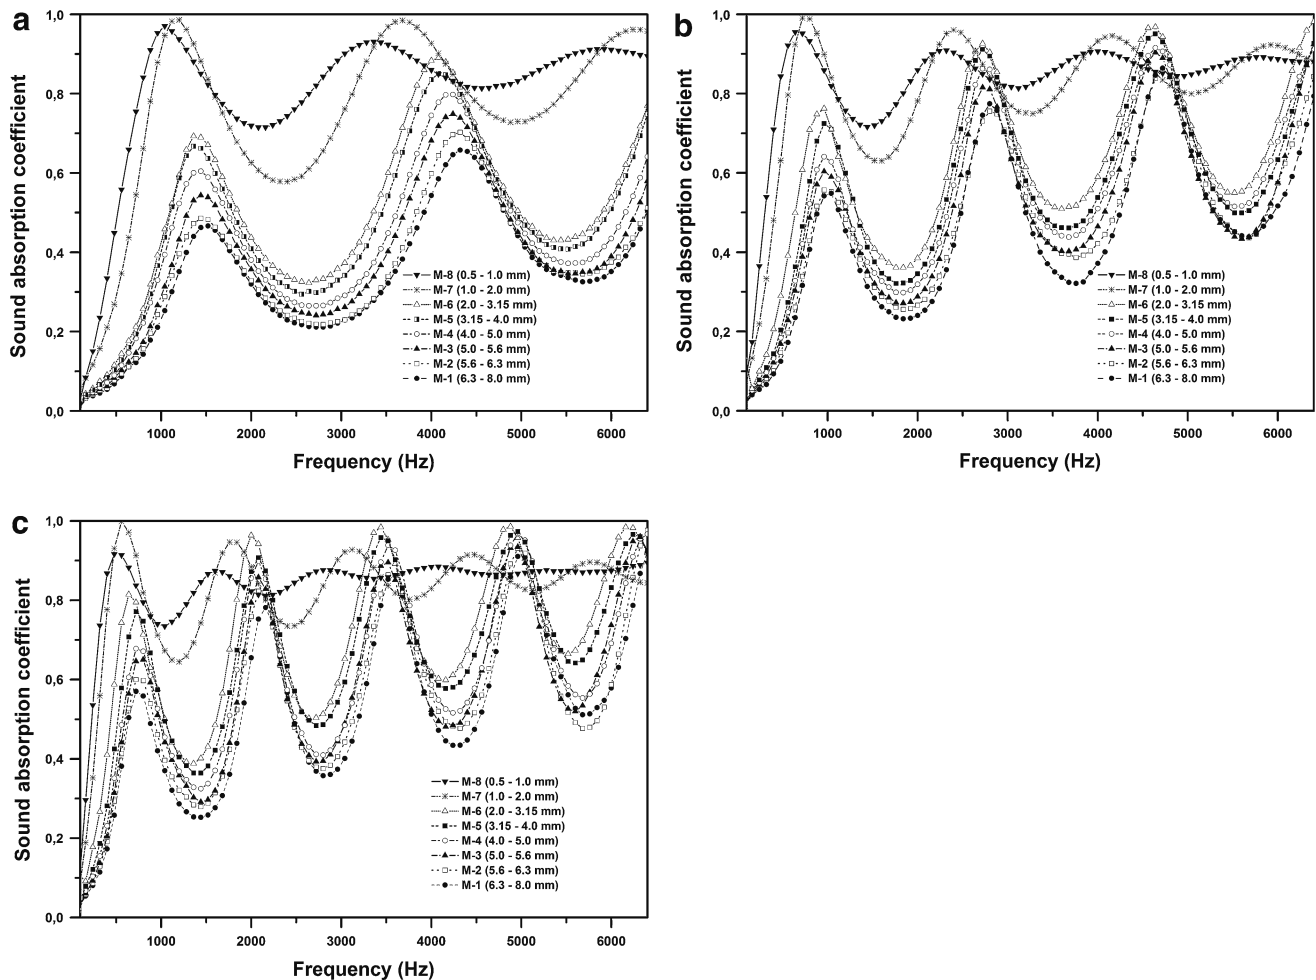 a
1,0
0,8
0,6
0,4
0,2
0,0
Sound absorption coefficient
M-8 (0.5 - 1.0 mm)
M-7 (1.0 - 2.0 mm)
M-6 (2.0 - 3.15 mm)
M-5 (3.15 - 4.0 mm)
M-4 (4.0 - 5.0 mm)
M-3 (5.0 - 5.6 mm)
M-2 (5.6 - 6.3 mm)
M-1 (6.3 - 8.0 mm)
1000 2000 3000 4000 5000 6000
Frequency (Hz)
b
1,0
0,8
0,6
0,4
0,2
0,0
Sound absorption coefficient
M-8 (0.5 - 1.0 mm)
M-7 (1.0 - 2.0 mm)
M-6 (2.0 - 3.15 mm)
M-5 (3.15 - 4.0 mm)
M-4 (4.0 - 5.0 mm)
M-3 (5.0 - 5.6 mm)
M-2 (5.6 - 6.3 mm)
M-1 (6.3 - 8.0 mm)
1000 2000 3000 4000 5000 6000
Frequency (Hz)
c
1,0
0,8
0,6
0,4
0,2
0,0
Sound absorption coefficient
M-8 (0.5 - 1.0 mm)
M-7 (1.0 - 2.0 mm)
M-6 (2.0 - 3.15 mm)
M-5 (3.15 - 4.0 mm)
M-4 (4.0 - 5.0 mm)
M-3 (5.0 - 5.6 mm)
M-2 (5.6 - 6.3 mm)
M-1 (6.3 - 8.0 mm)
1000 2000 3000 4000 5000 6000
Frequency (Hz)